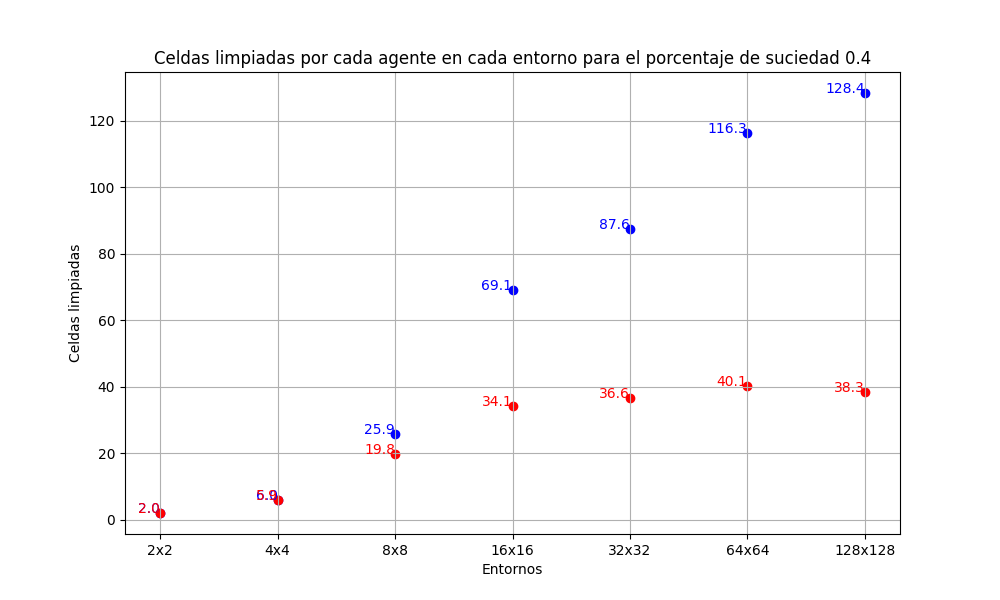 Celdas limpiadas por cada agente en cada entorno para el porcentaje de suciedad 0.4
128.4
120
116.3
100
87.6
80
69.1
60
40
40.1
38.3
36.6
34.1
25.9
20
19.8
2.0
0
2x2
4x4
8x8
16x16
32x32
64x64
128x128
Entornos
Celdas limpiadas